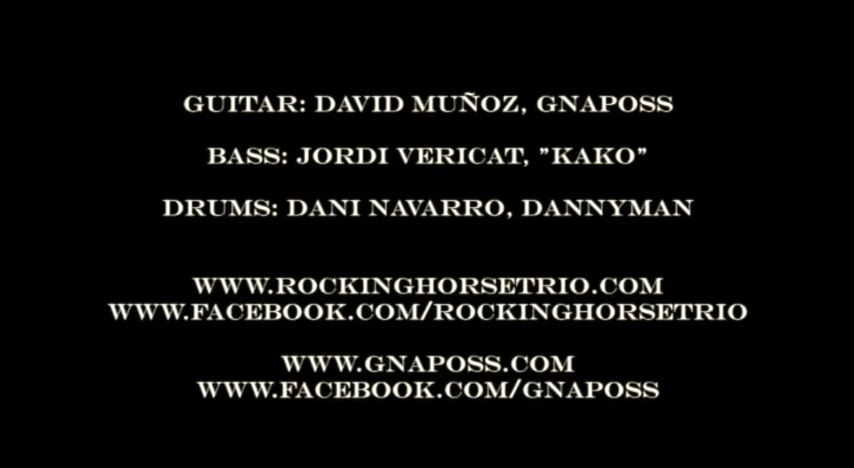 GUITAR: DAVID MUÑOZ, GNAPOSS
BASS: JORDI VERICAT, "KAKO"
DRUMS: DANI NAVARRO, DANNYMAN
WWW.ROCKINGHORSETRIO.COM
WWW.FACEBOOK.COM/ROCKINGHORSETRIO
WWW.GNAPOSS.COM
WWW.FACEBOOK.COM/GNAPOSS